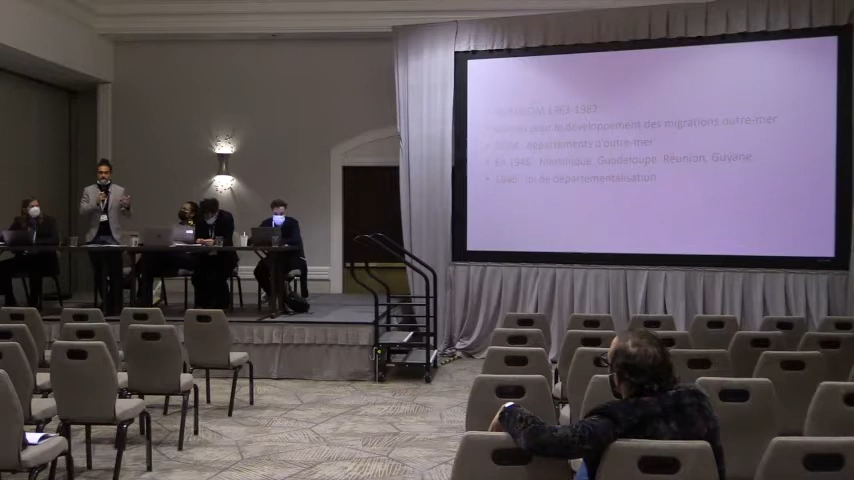 BUMIDOM 1963-1982
pour le développement des migrations outre-mer
DOM : départements d'outre-mer
• En 1946 : Martinique, Guadeloupe, Réunion, Guyane
• 1946 : loi de départementalisation